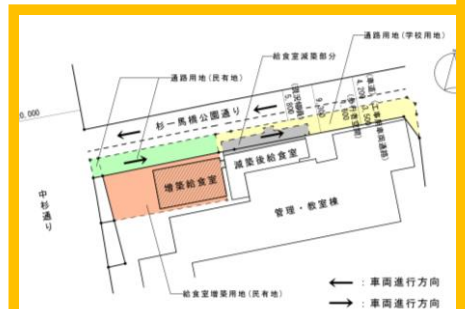 通路用地(学校用地)
給食室減築部分
通路用地(民有地)
杉一馬橋公園通り
0,000
減築後給食室
増築給食室
管理・教室棟
中杉通り
給食室増築用地(民有地)
← : 車両進行方向
→ : 車両進行方向